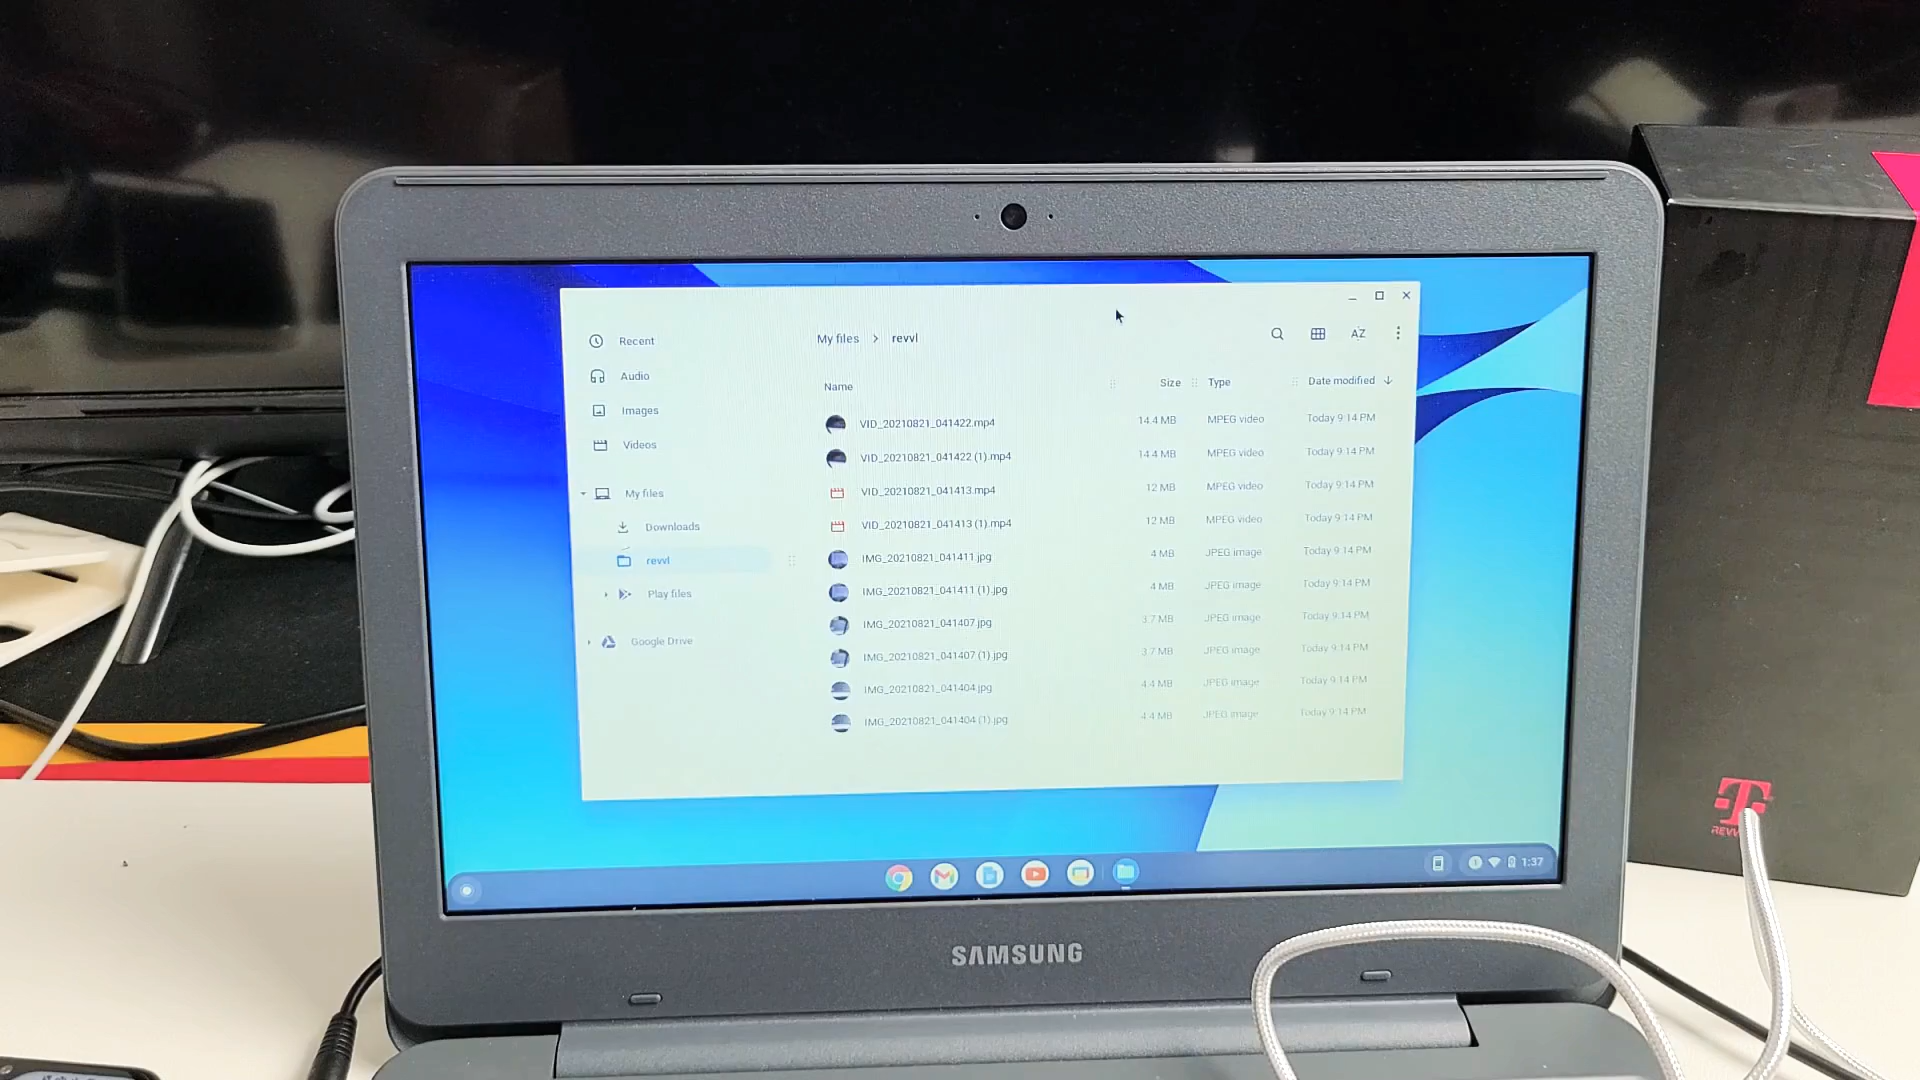 Recent
Audio
Images
Videos
My files
Downloads
revvl
Play files
Google Drive
My files > revvl
AZ
Name Size Type Date modified
VID_20210821_041422.mp4 14.4 MB MPEG video Today 9:14 PM
VID_20210821_041422 (1).mp4 14.4 MB MPEG video Today 9:14 PM
VID_20210821_041413.mp4 12 MB MPEG video Today 9:14 PM
VID_20210821_041413 (1).mp4 12 MB MPEG video Today 9:14 PM
IMG_20210821_041411.jpg 4 MB JPEG image Today 9:14 PM
IMG_20210821_041411 (1).jpg 4 MB JPEG image Today 9:14 PM
IMG_20210821_041407.jpg 3.7 MB JPEG image Today 9:14 PM
IMG_20210821_041407 (1).jpg 3.7 MB JPEG image Today 9:14 PM
IMG_20210821_041404.jpg 4.4 MB JPEG image Today 9:14 PM
IMG_20210821_041404 (1).jpg 4.4 MB JPEG image Today 9:14 PM
1:37
SAMSUNG
T